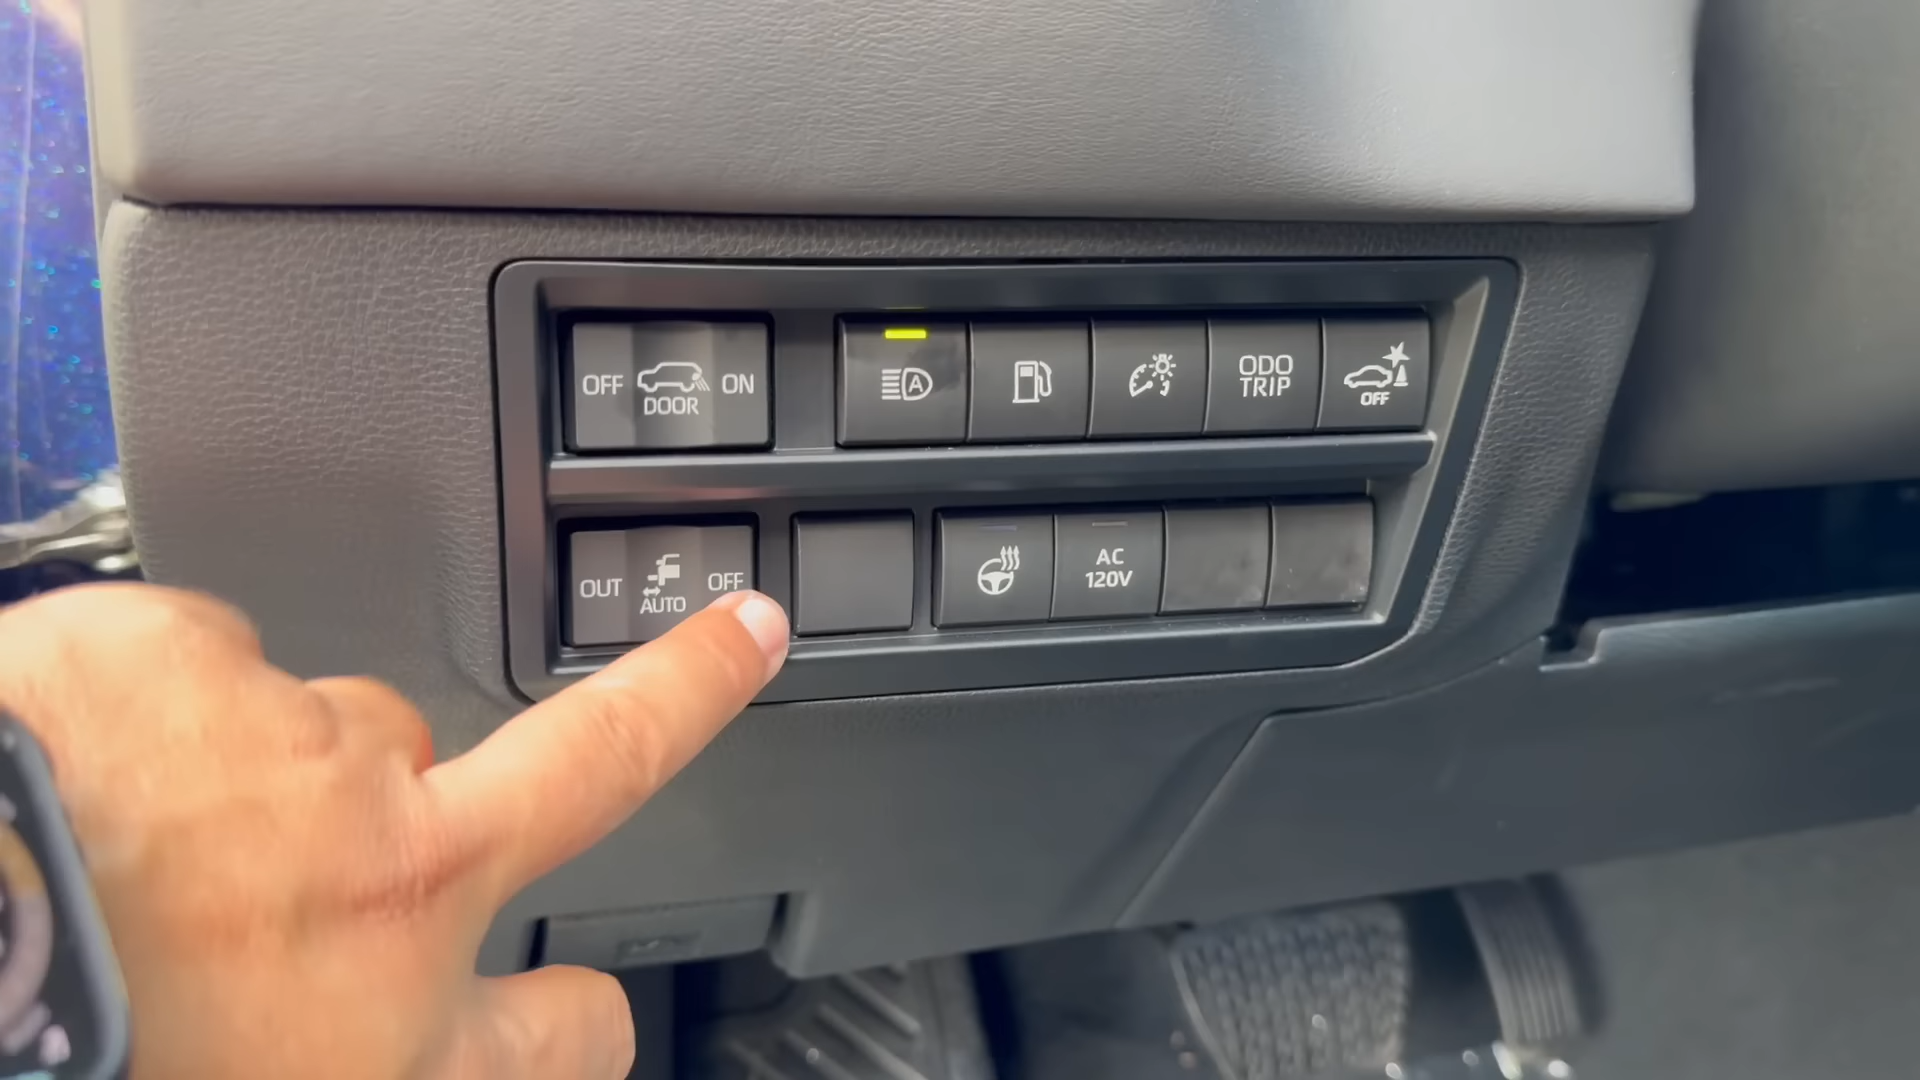 OFF DOOR ON
A
ODO
TRIP
OFF
OUT AUTO OFF
AC
120V